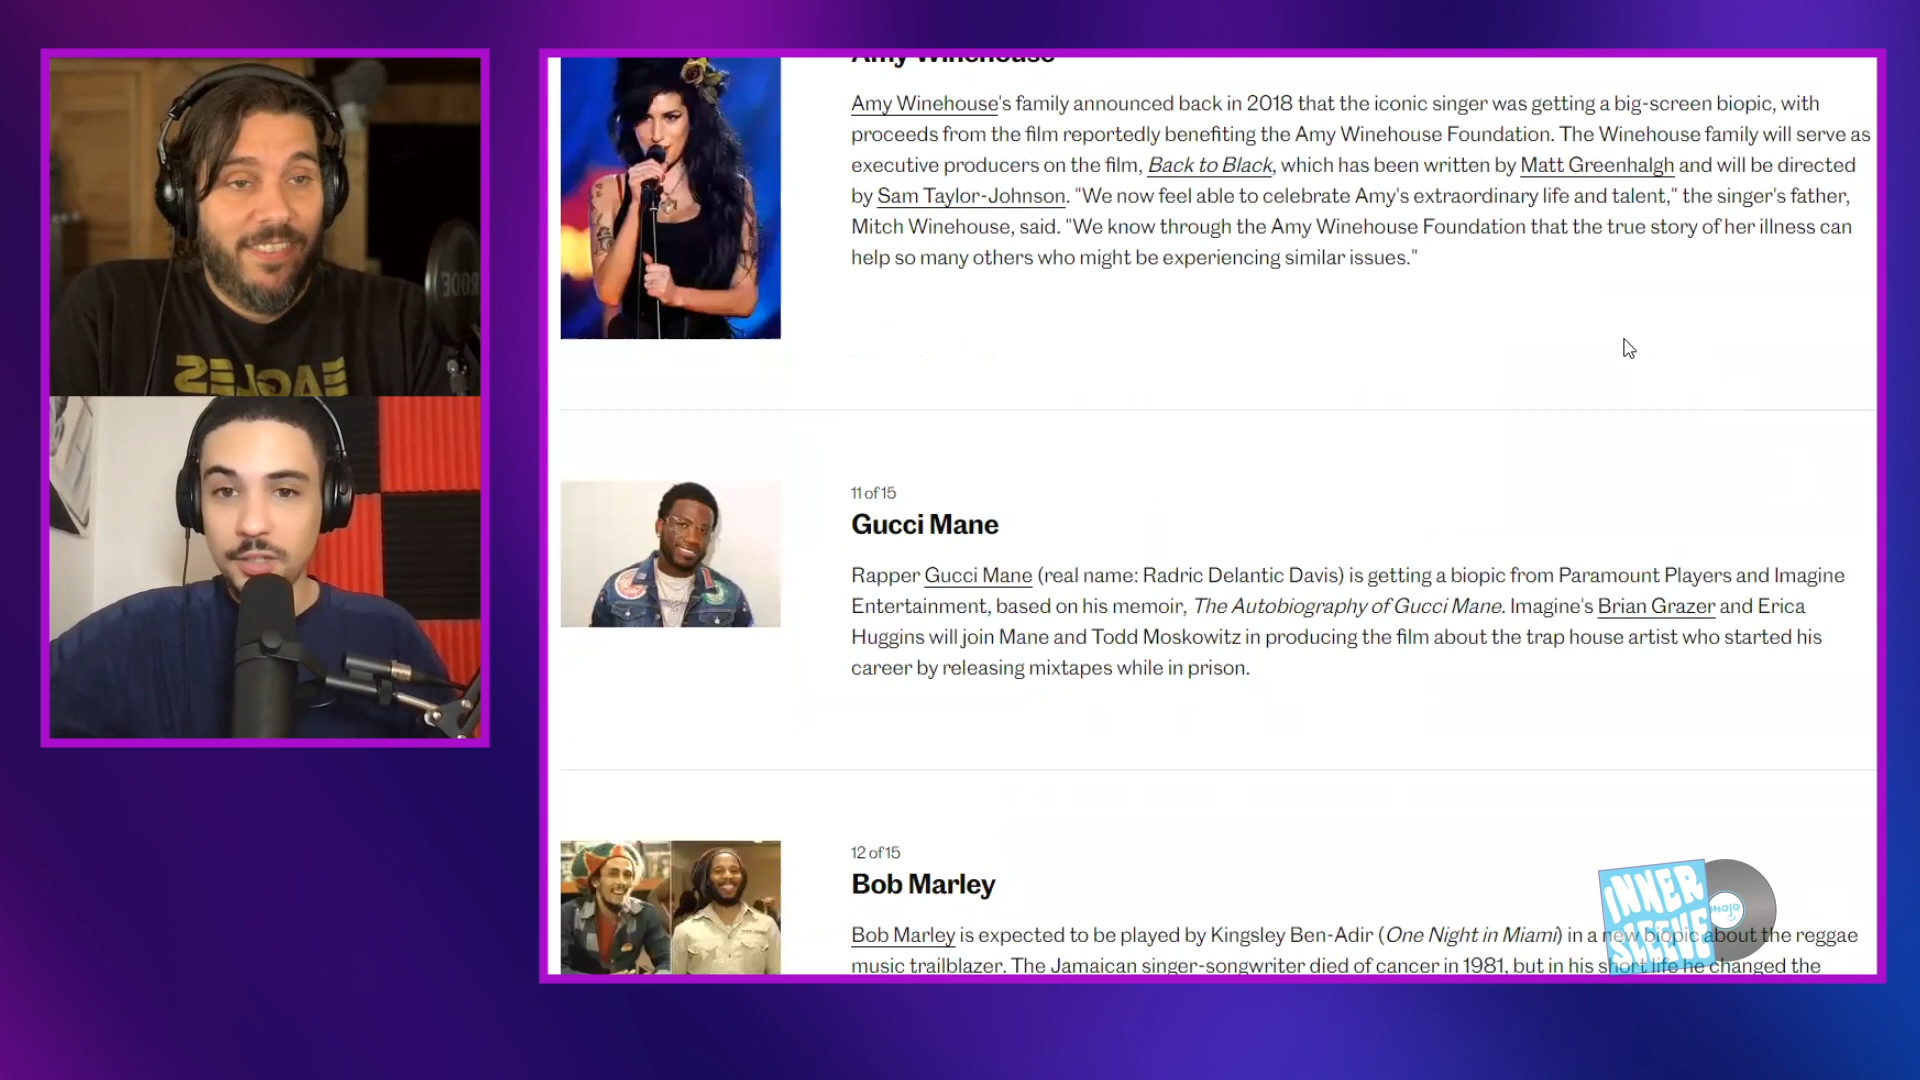 Amy Winehouse
Amy Winehouse's family announced back in 2018 that the iconic singer was getting a big-screen biopic, with
proceeds from the film reportedly benefiting the Amy Winehouse Foundation. The Winehouse family will serve as
executive producers on the film, Back to Black, which has been written by Matt Greenhalgh and will be directed
by Sam Taylor-Johnson. "We now feel able to celebrate Amy's extraordinary life and talent," the singer's father,
Mitch Winehouse, said. "We know through the Amy Winehouse Foundation that the true story of her illness can
help so many others who might be experiencing similar issues."
11 of 15
Gucci Mane
Rapper Gucci Mane (real name: Radric Delantic Davis) is getting a biopic from Paramount Players and Imagine
Entertainment, based on his memoir, The Autobiography of Gucci Mane. Imagine's Brian Grazer and Erica
Huggins will join Mane and Todd Moskowitz in producing the film about the trap house artist who started his
career by releasing mixtapes while in prison.
12 of 15
Bob Marley
Bob Marley is expected to be played by Kingsley Ben-Adir (One Night in Miami) in a new biopic about the reggae
music trailblazer. The Jamaican singer-songwriter died of cancer in 1981, but in his short life he changed the
EAGLES
RODE
INNER
SLEEVE
mojo